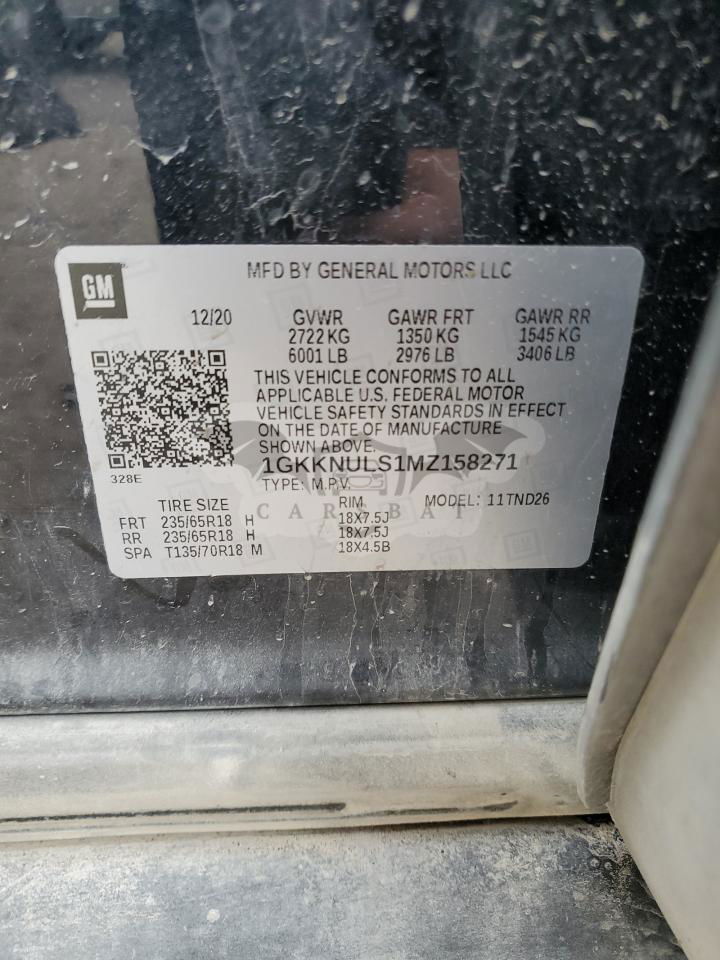 GM
MFD BY GENERAL MOTORS LLC
12/20 GVWR GAWR FRT GAWR RR
2722 KG 1350 KG 1545 KG
6001 LB 2976 LB 3406 LB
THIS VEHICLE CONFORMS TO ALL
APPLICABLE U.S. FEDERAL MOTOR
VEHICLE SAFETY STANDARDS IN EFFECT
ON THE DATE OF MANUFACTURE
SHOWN ABOVE.
1GKKNULS1MZ158271
328E
TYPE: M.P.V.
TIRE SIZE RIM MODEL: 11TND26
CARSBAT
FRT 235/65R18 H 18X7.5J
RR 235/65R18 H 18X7.5J
SPA T135/70R18 M 18X4.5B